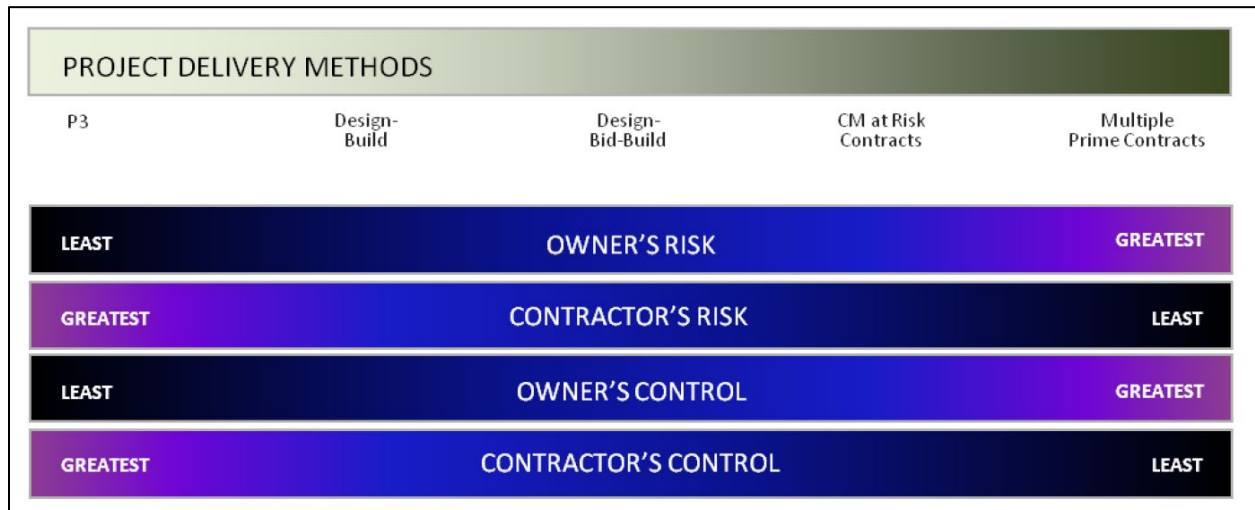 PROJECT DELIVERY METHODS
P3
Design-
Build
Design-
Bid-Build
CM at Risk
Contracts
Multiple
Prime Contracts
LEAST OWNER'S RISK GREATEST
GREATEST CONTRACTOR'S RISK LEAST
LEAST OWNER'S CONTROL GREATEST
GREATEST CONTRACTOR'S CONTROL LEAST